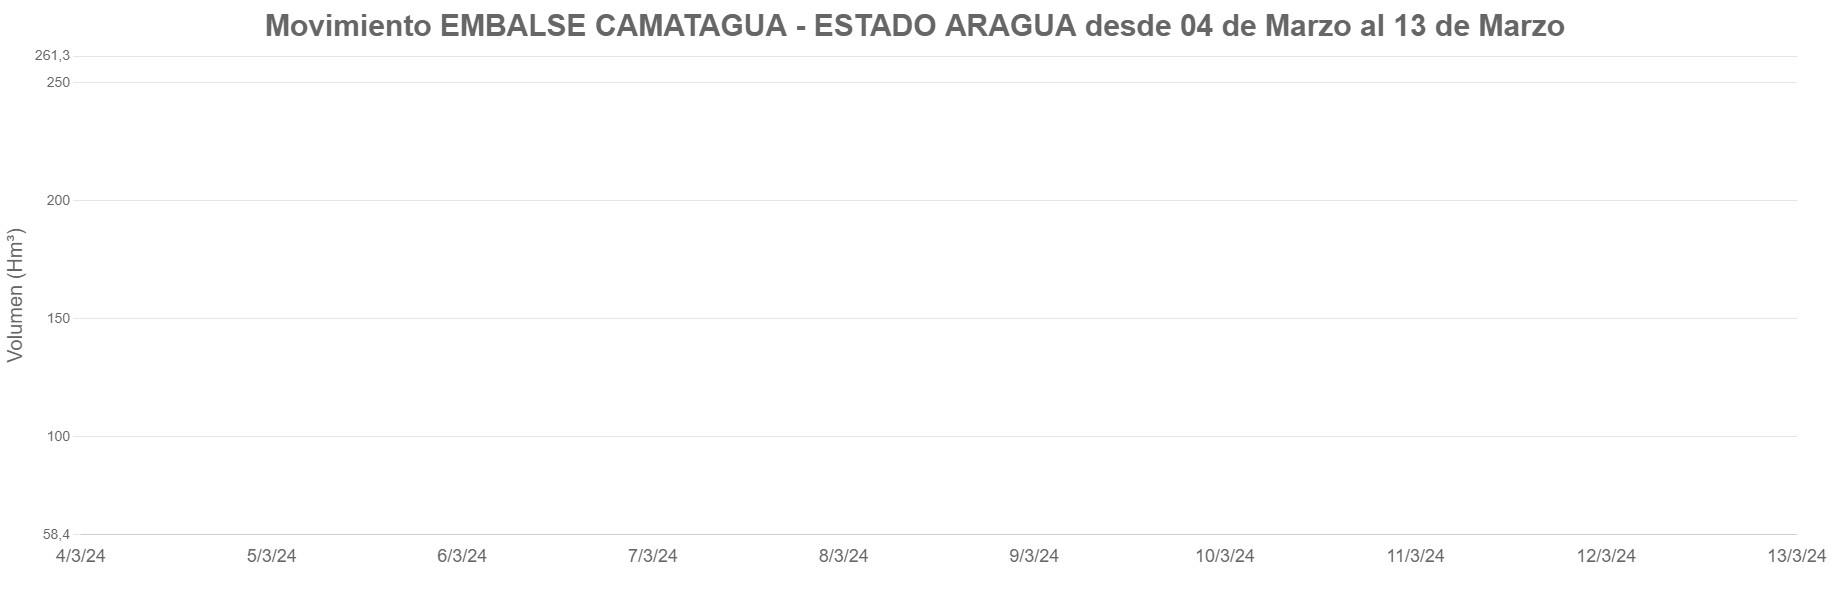 Movimiento EMBALSE CAMATAGUA - ESTADO ARAGUA desde 04 de Marzo al 13 de Marzo
261,3
250
200
150
100
58,4
Volumen (Hm³)
4/3/24 5/3/24 6/3/24 7/3/24 8/3/24 9/3/24 10/3/24 11/3/24 12/3/24 13/3/24